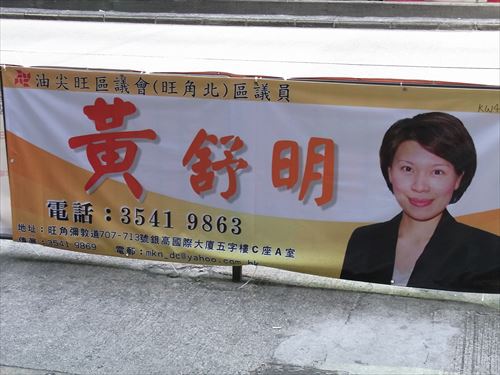 油尖旺區議會(旺角北)區議員
KW4
黃舒明
電話：3541 9863
地址：旺角彌敦道707-713號銀高國際大廈五字樓C座A室
傳真：3541 9869 電郵：mkn_dc@yahoo.com.hk